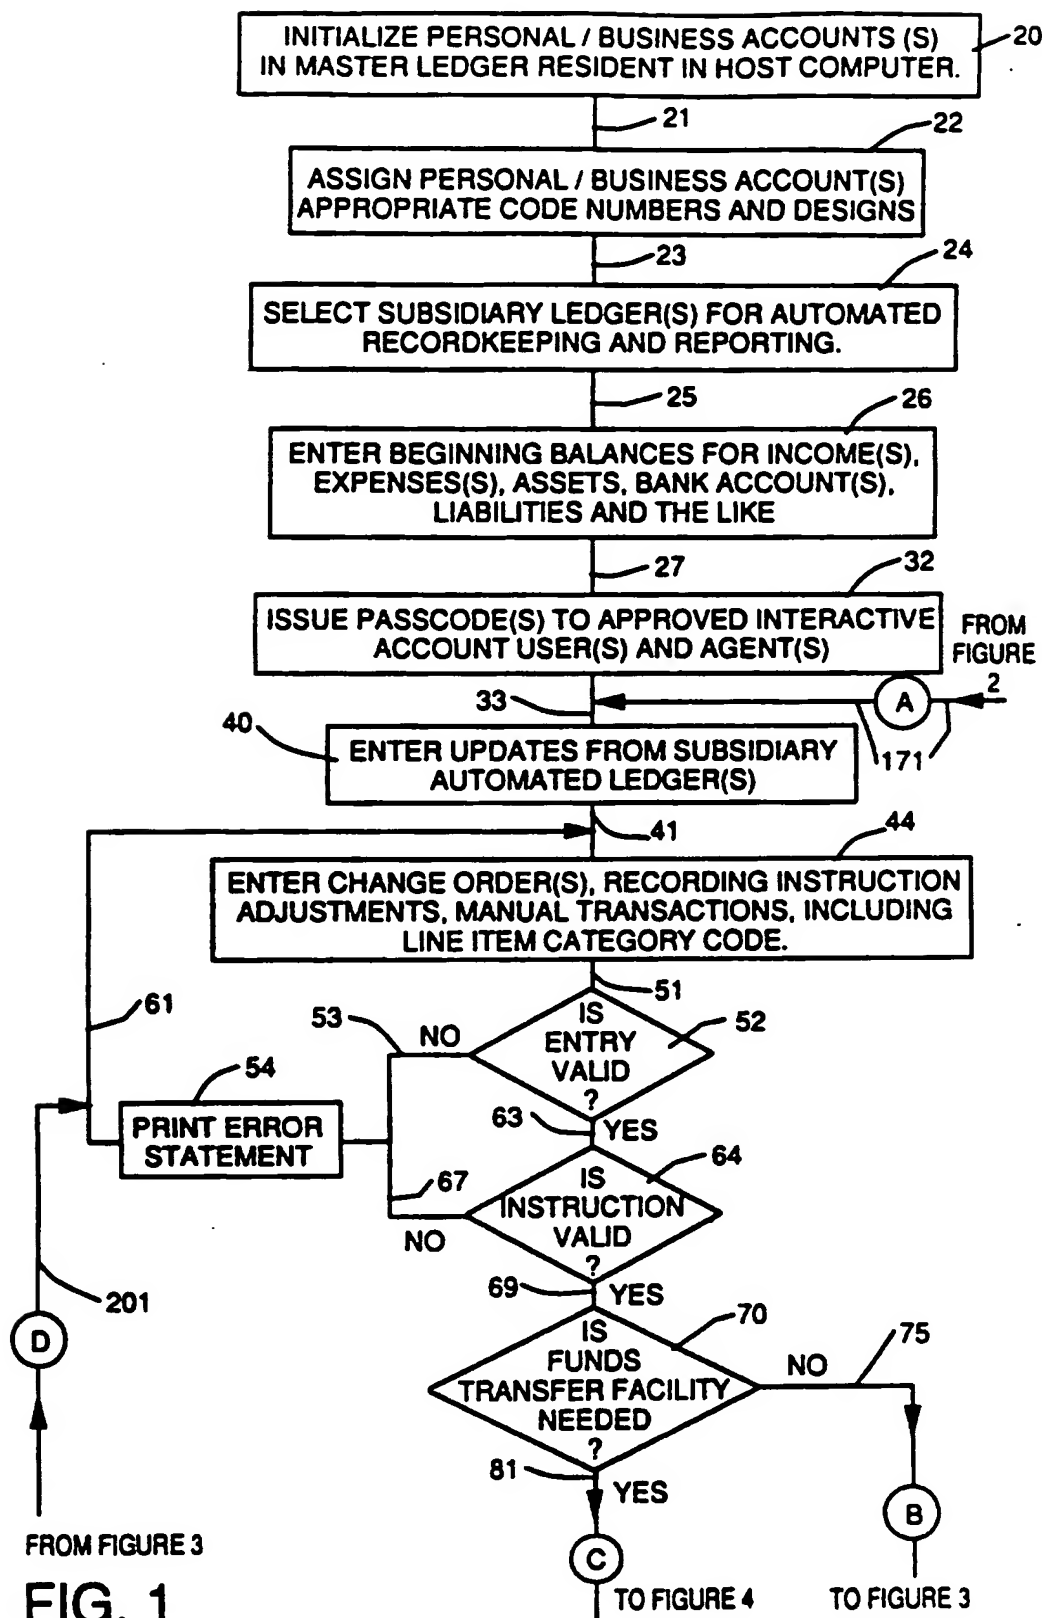 INITIALIZE PERSONAL / BUSINESS ACCOUNTS (S)
IN MASTER LEDGER RESIDENT IN HOST COMPUTER.
20
21
22
ASSIGN PERSONAL / BUSINESS ACCOUNT(S)
APPROPRIATE CODE NUMBERS AND DESIGNS
23
24
SELECT SUBSIDIARY LEDGER(S) FOR AUTOMATED
RECORDKEEPING AND REPORTING.
25
26
ENTER BEGINNING BALANCES FOR INCOME(S),
EXPENSES(S), ASSETS, BANK ACCOUNT(S),
LIABILITIES AND THE LIKE
27
32
ISSUE PASSCODE(S) TO APPROVED INTERACTIVE
ACCOUNT USER(S) AND AGENT(S)
FROM
FIGURE
2
A
33
171
40
ENTER UPDATES FROM SUBSIDIARY
AUTOMATED LEDGER(S)
41
44
ENTER CHANGE ORDER(S), RECORDING INSTRUCTION
ADJUSTMENTS, MANUAL TRANSACTIONS, INCLUDING
LINE ITEM CATEGORY CODE.
51
61
53
NO
IS
ENTRY
VALID
?
52
54
PRINT ERROR
STATEMENT
63
YES
64
67
IS
INSTRUCTION
VALID
?
NO
69
YES
201
D
70
IS
FUNDS
TRANSFER FACILITY
NEEDED
?
NO
75
81
YES
B
C
FROM FIGURE 3
TO FIGURE 4
TO FIGURE 3
FIG. 1